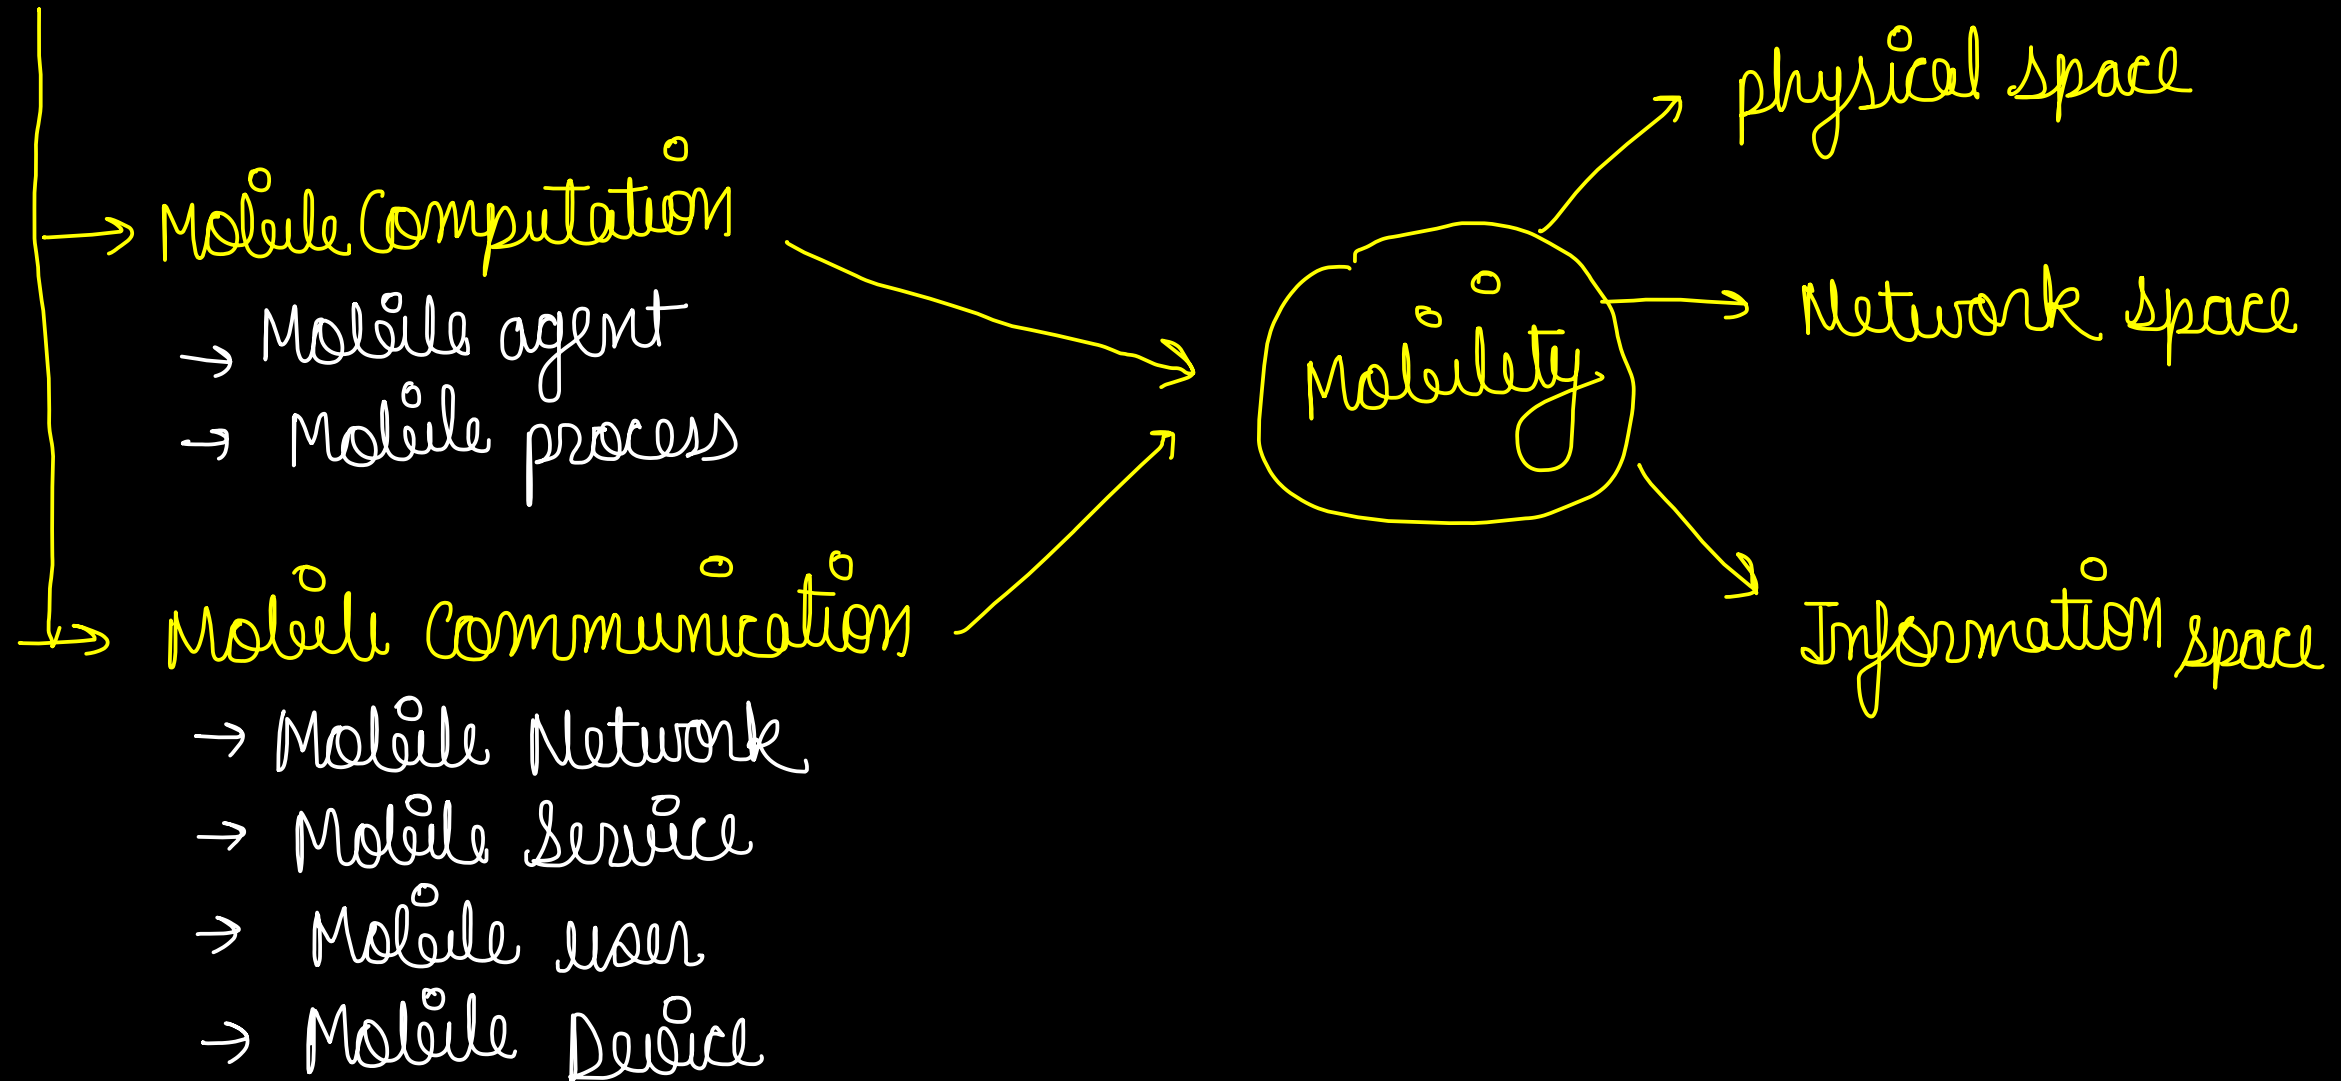 Mobile Computation
→ Mobile agent
→ Mobile process
Mobile Communication
→ Mobile Network
→ Mobile Service
→ Mobile user
→ Mobile Device
Mobility
physical space
Network space
Information space